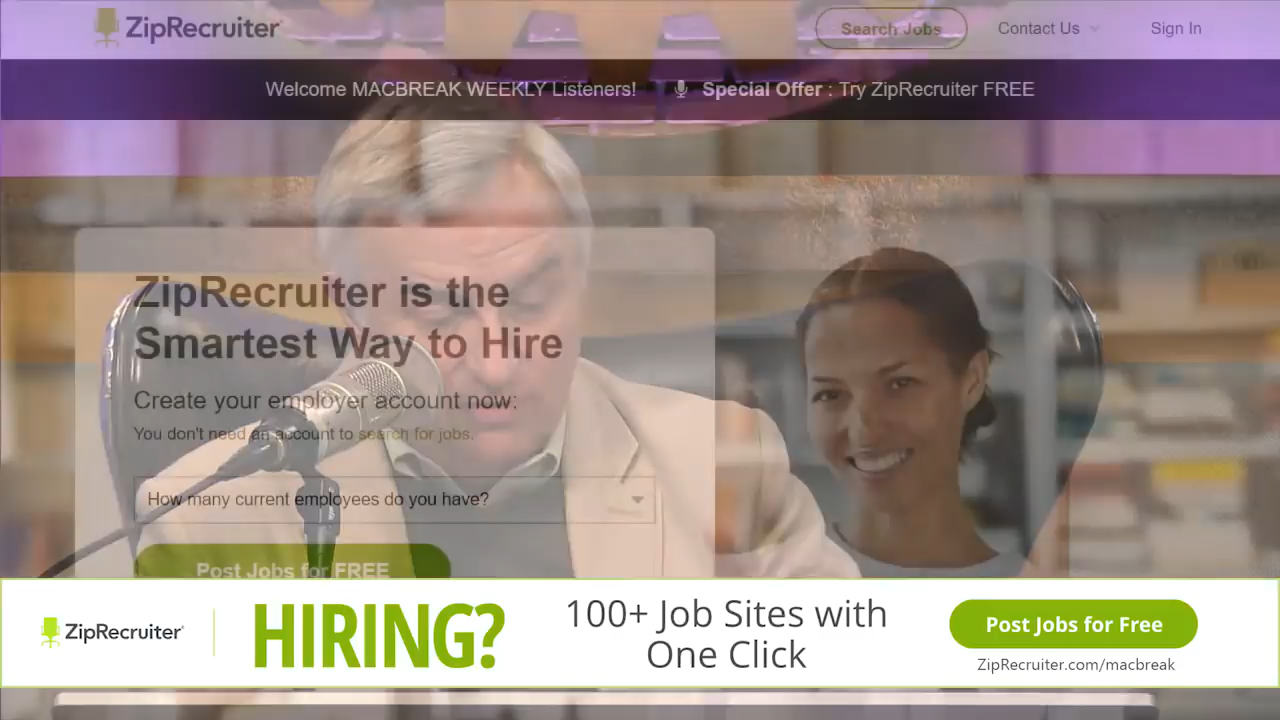 ZipRecruiter
Search Jobs
Contact Us
Sign In
Welcome MACBREAK WEEKLY Listeners!
Special Offer : Try ZipRecruiter FREE
ZipRecruiter is the
Smartest Way to Hire
Create your employer account now:
You don't need an account to search for jobs.
How many current employees do you have?
Post Jobs for FREE
ZipRecruiter
HIRING?
100+ Job Sites with
One Click
Post Jobs for Free
ZipRecruiter.com/macbreak